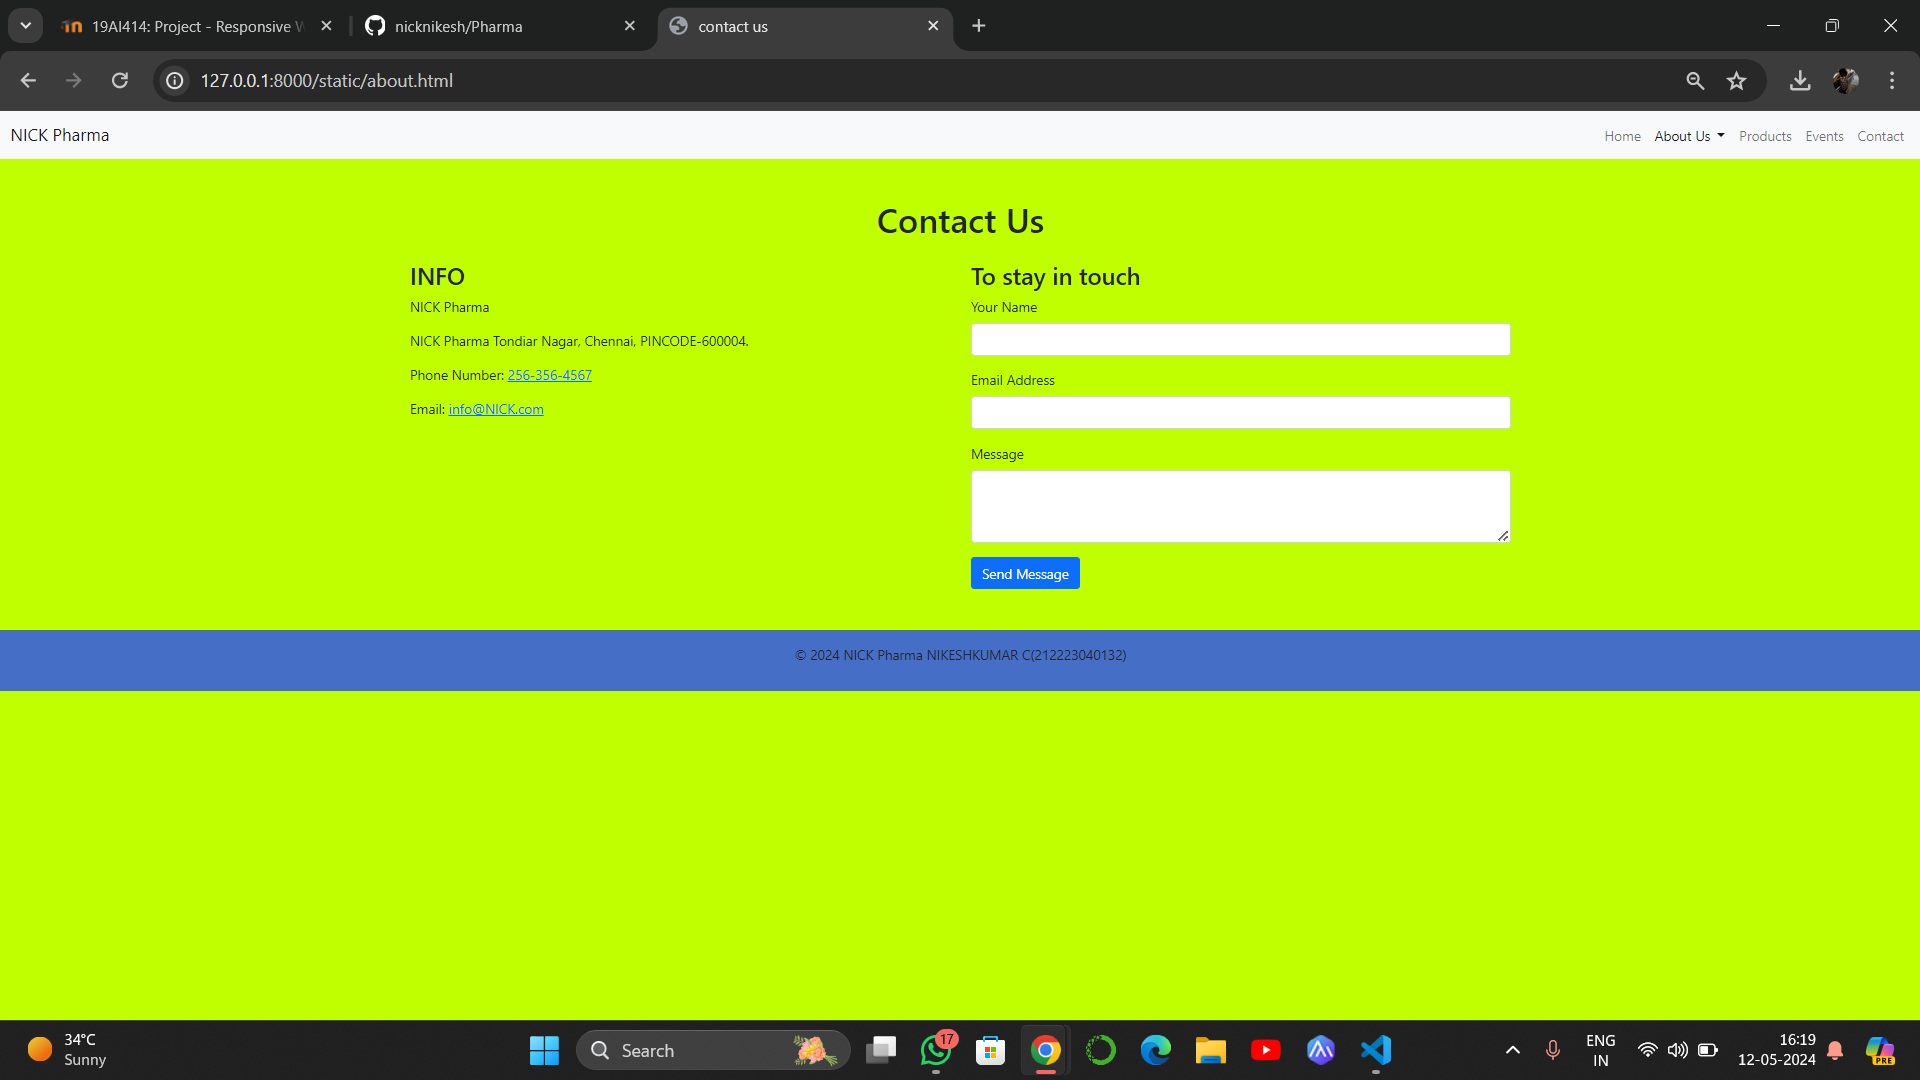 19AI414: Project - Responsive W
nicknikesh/Pharma
contact us
127.0.0.1:8000/static/about.html
NICK Pharma
Home
About Us
Products
Events
Contact
Contact Us
INFO
NICK Pharma
NICK Pharma Tondiar Nagar, Chennai, PINCODE-600004.
Phone Number: 256-356-4567
Email: info@NICK.com
To stay in touch
Your Name
Email Address
Message
Send Message
© 2024 NICK Pharma NIKESHKUMAR C(212223040132)
34°C
Sunny
Search
17
ENG
IN
16:19
12-05-2024
PRE